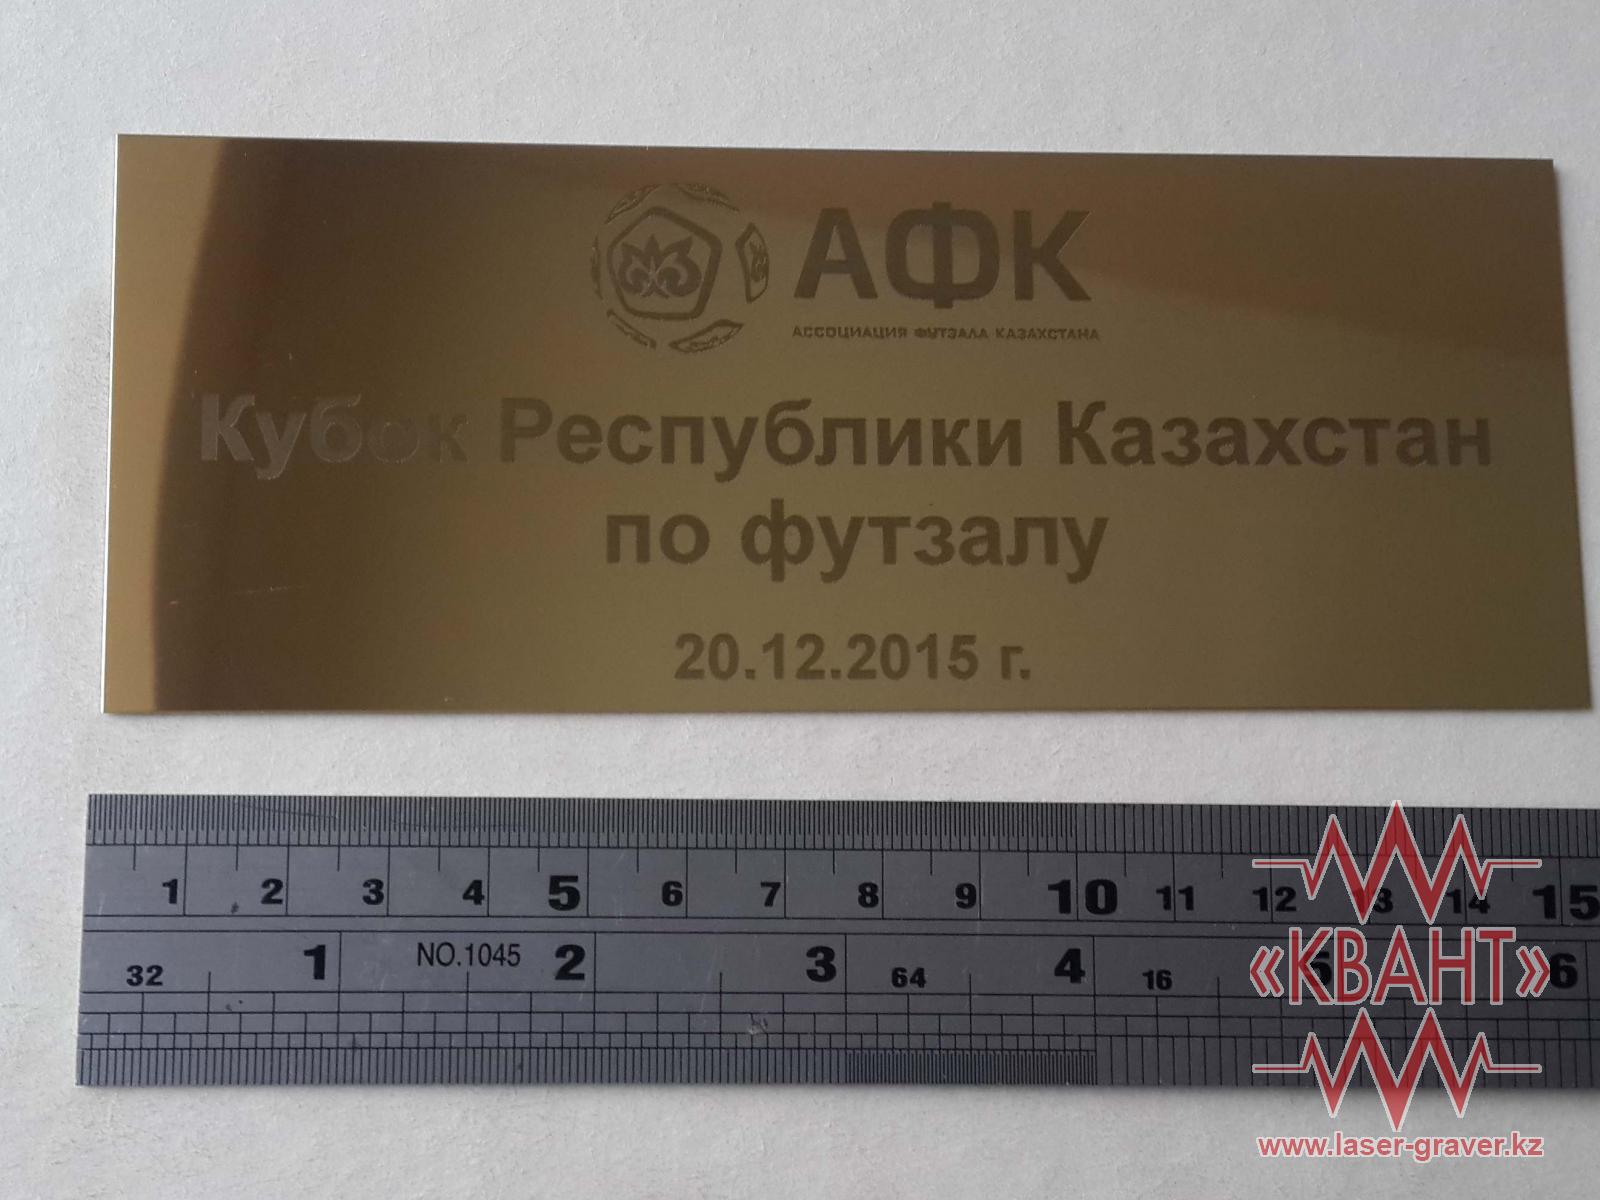 АФК
АССОЦИАЦИЯ ФУТЗАЛА КАЗАХСТАНА
Кубок Республики Казахстан
по футзалу
20.12.2015 г.
1 2 3 4 5 6 7 8 9 10 11 12 13 14 15
1 NO.1045 2 3 4 5 6
32 64 16
«КВАНТ»
www.laser-graver.kz